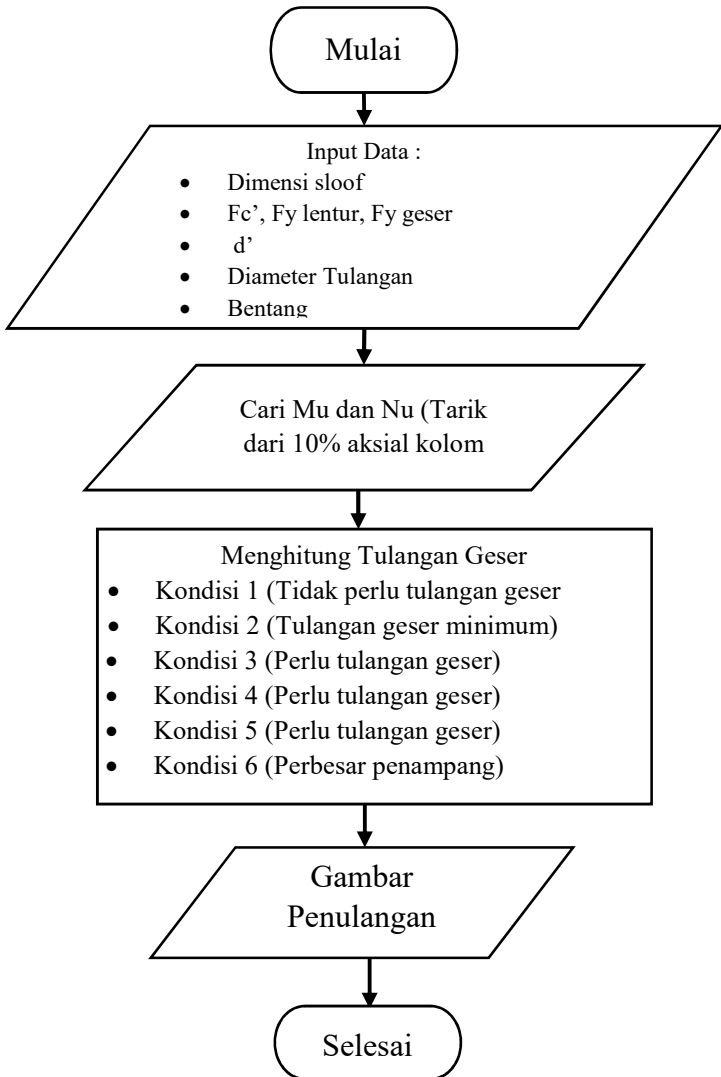 Mulai
Input Data :
• Dimensi sloof
• Fc’, Fy lentur, Fy geser
• d’
• Diameter Tulangan
• Bentang
Cari Mu dan Nu (Tarik
dari 10% aksial kolom
Menghitung Tulangan Geser
• Kondisi 1 (Tidak perlu tulangan geser
• Kondisi 2 (Tulangan geser minimum)
• Kondisi 3 (Perlu tulangan geser)
• Kondisi 4 (Perlu tulangan geser)
• Kondisi 5 (Perlu tulangan geser)
• Kondisi 6 (Perbesar penampang)
Gambar
Penulangan
Selesai